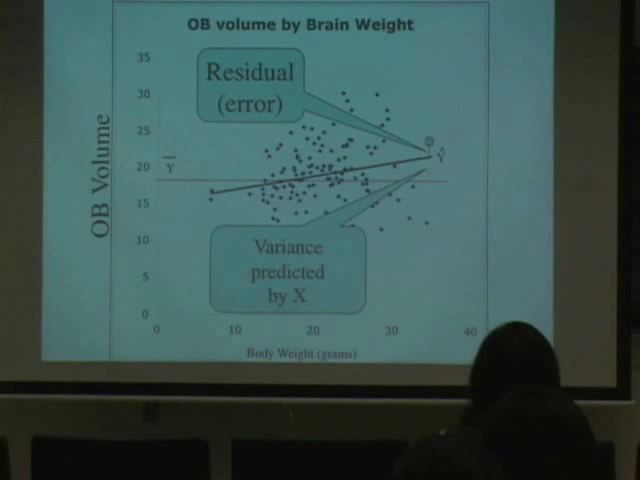 OB volume by Brain Weight
Residual
(error)
OB Volume
35
30
25
20
15
10
5
0
Y
Ŷ
Variance
predicted
by X
0 10 20 30 40
Body Weight (grams)